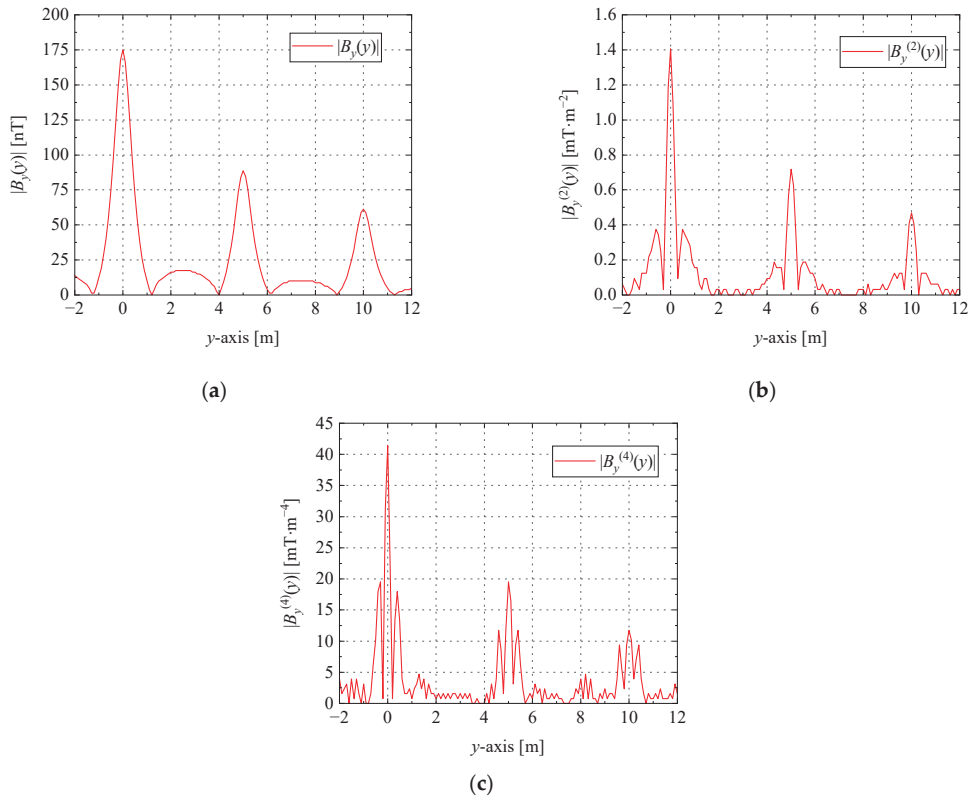 200
175
150
125
100
75
50
25
0
|B_y(y)| [nT]
|B_y(y)|
−2 0 2 4 6 8 10 12
y-axis [m]
(a)
1.6
1.4
1.2
1.0
0.8
0.6
0.4
0.2
0.0
|B_y^(2)(y)| [mT·m^−2]
|B_y^(2)(y)|
−2 0 2 4 6 8 10 12
y-axis [m]
(b)
45
40
35
30
25
20
15
10
5
0
|B_y^(4)(y)| [mT·m^−4]
|B_y^(4)(y)|
−2 0 2 4 6 8 10 12
y-axis [m]
(c)